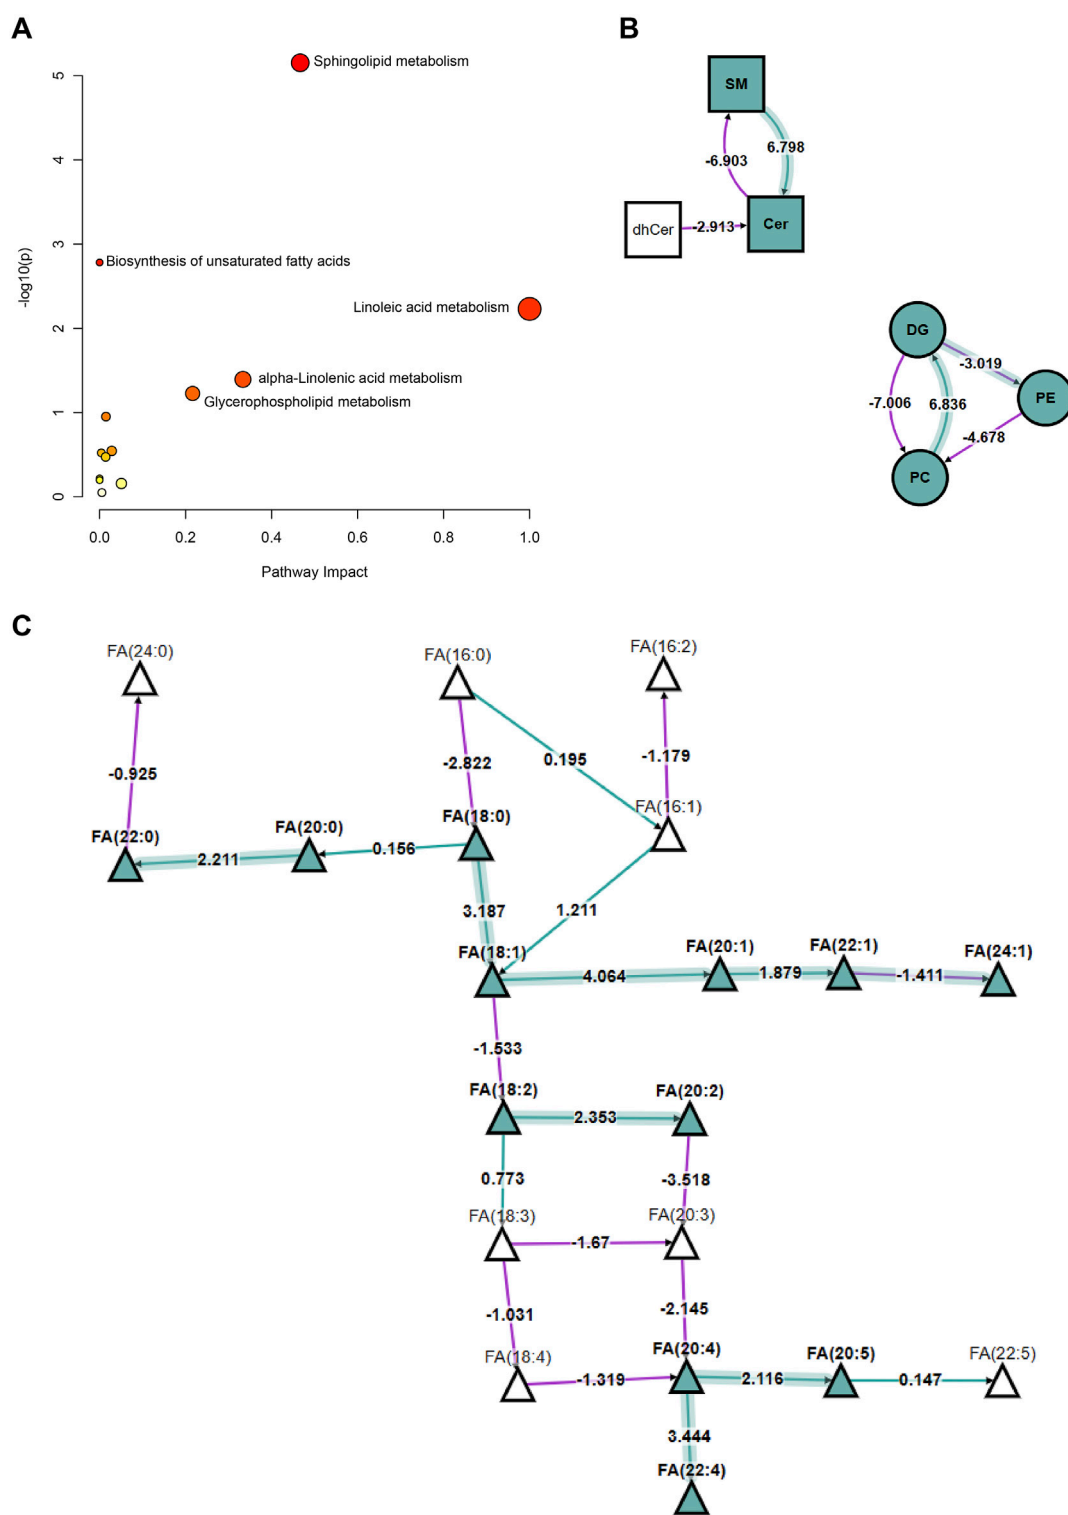 A
B
5
4
3
2
1
0
-log10(p)
Sphingolipid metabolism
Biosynthesis of unsaturated fatty acids
Linoleic acid metabolism
alpha-Linolenic acid metabolism
Glycerophospholipid metabolism
0.0 0.2 0.4 0.6 0.8 1.0
Pathway Impact
SM
6.798
-6.903
dhCer
-2.913
Cer
DG
-3.019
PE
-7.006
6.836
-4.678
PC
C
FA(24:0)
FA(16:0)
FA(16:2)
-0.925
-2.822
0.195
-1.179
FA(16:1)
FA(22:0)
FA(20:0)
FA(18:0)
2.211
0.156
3.187
1.211
FA(18:1)
FA(20:1)
FA(22:1)
FA(24:1)
4.064
1.879
-1.411
-1.533
FA(18:2)
FA(20:2)
2.353
0.773
-3.518
FA(18:3)
FA(20:3)
-1.67
-1.031
-2.145
FA(18:4)
FA(20:4)
FA(20:5)
FA(22:5)
-1.319
2.116
0.147
3.444
FA(22:4)